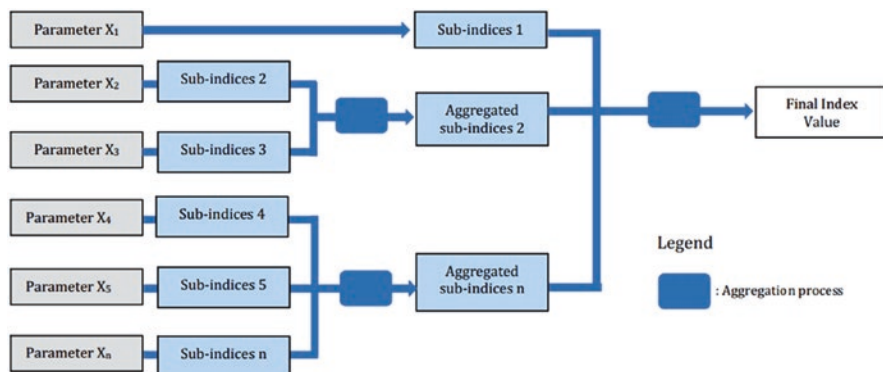 Parameter X₁
Sub-indices 1
Parameter X₂
Sub-indices 2
Aggregated
sub-indices 2
Final Index
Value
Parameter X₃
Sub-indices 3
Parameter X₄
Sub-indices 4
Parameter X₅
Sub-indices 5
Aggregated
sub-indices n
Parameter Xₙ
Sub-indices n
Legend
: Aggregation process